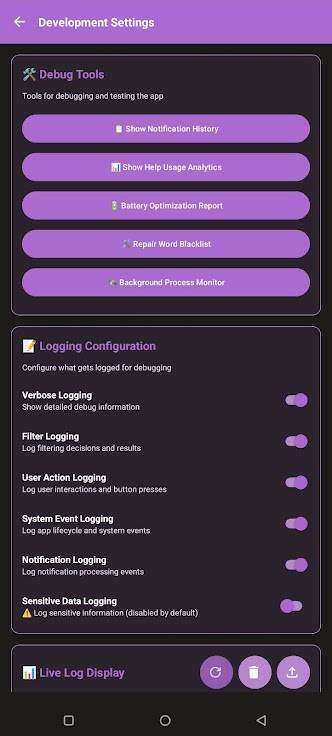 Development Settings
🛠️ Debug Tools
Tools for debugging and testing the app
📋 Show Notification History
📊 Show Help Usage Analytics
🔋 Battery Optimization Report
🛠️ Repair Word Blacklist
Background Process Monitor
📝 Logging Configuration
Configure what gets logged for debugging
Verbose Logging
Show detailed debug information
Filter Logging
Log filtering decisions and results
User Action Logging
Log user interactions and button presses
System Event Logging
Log app lifecycle and system events
Notification Logging
Log notification processing events
Sensitive Data Logging
⚠️ Log sensitive information (disabled by default)
📊 Live Log Display